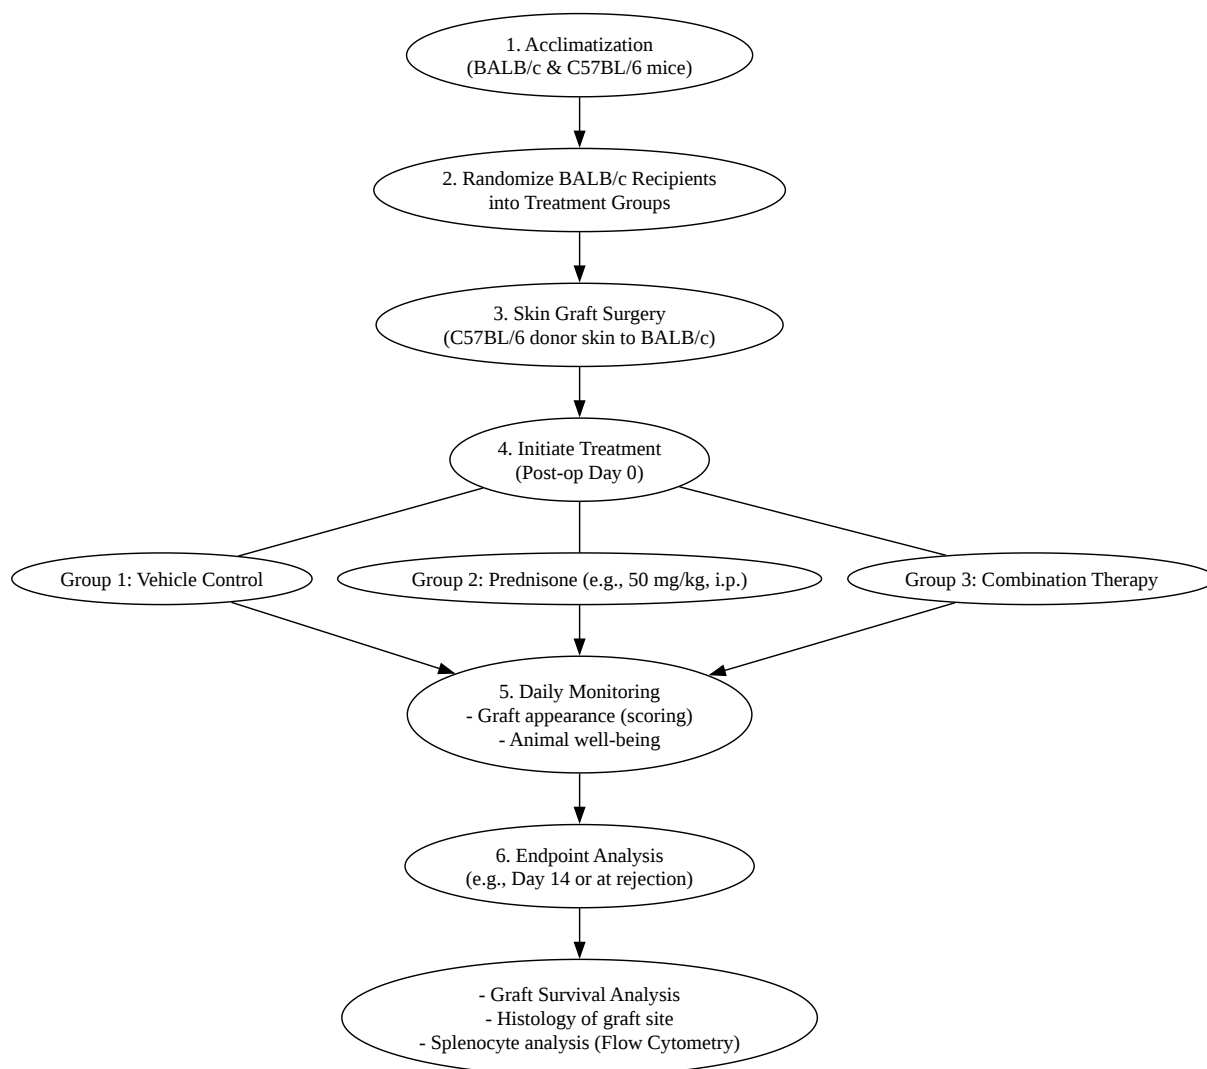 1. Acclimatization
(BALB/c & C57BL/6 mice)
2. Randomize BALB/c Recipients
into Treatment Groups
3. Skin Graft Surgery
(C57BL/6 donor skin to BALB/c)
4. Initiate Treatment
(Post-op Day 0)
Group 1: Vehicle Control
Group 2: Prednisone (e.g., 50 mg/kg, i.p.)
Group 3: Combination Therapy
5. Daily Monitoring
- Graft appearance (scoring)
- Animal well-being
6. Endpoint Analysis
(e.g., Day 14 or at rejection)
- Graft Survival Analysis
- Histology of graft site
- Splenocyte analysis (Flow Cytometry)